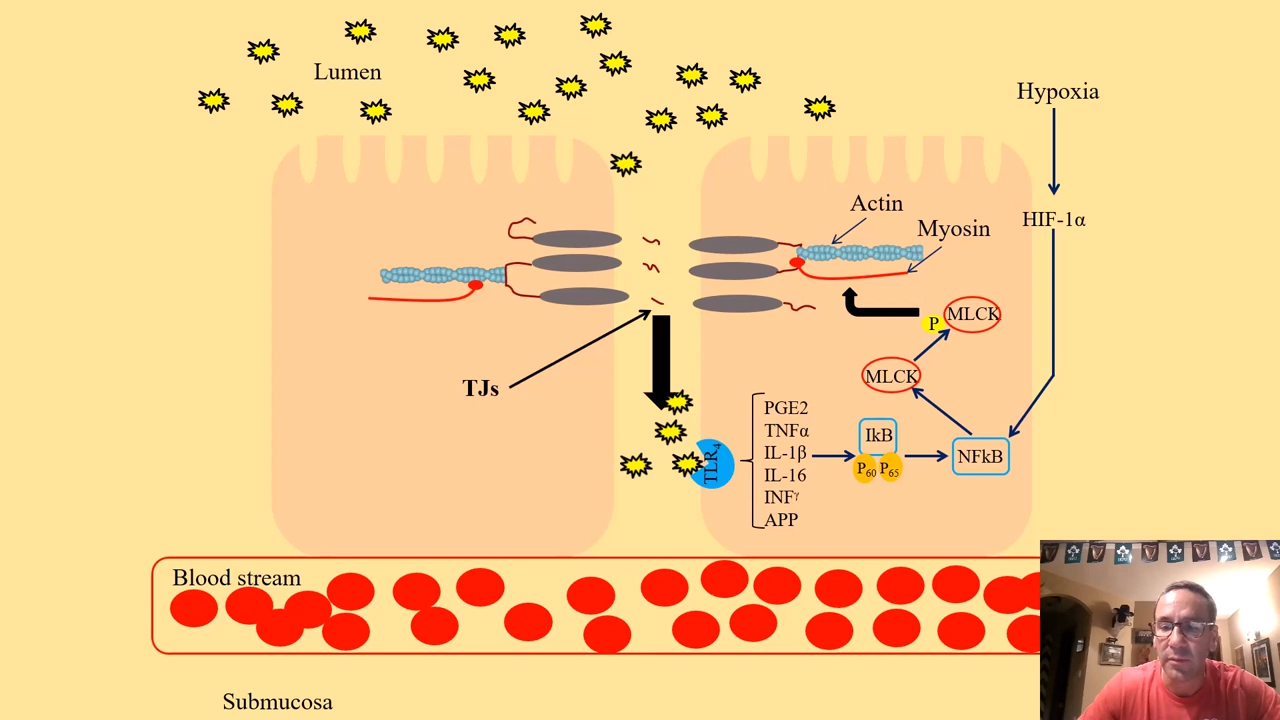 Lumen
Hypoxia
Actin
HIF-1α
Myosin
P
MLCK
TJs
MLCK
PGE2
TNFα
IL-1β
IL-16
INFᵞ
APP
TLR4
IkB
P60 P65
NFkB
Blood stream
Submucosa